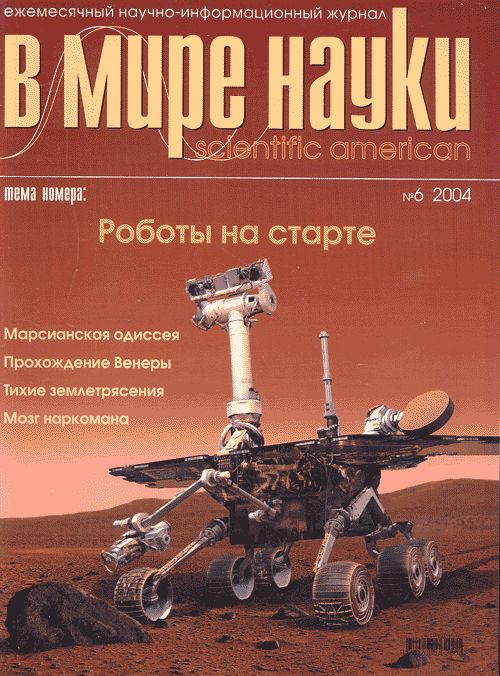 ежемесячный научно-информационный журнал
в мире науки
scientific american
тема номера:
№6 2004
Роботы на старте
Марсианская одиссея
Прохождение Венеры
Тихие землетрясения
Мозг наркомана